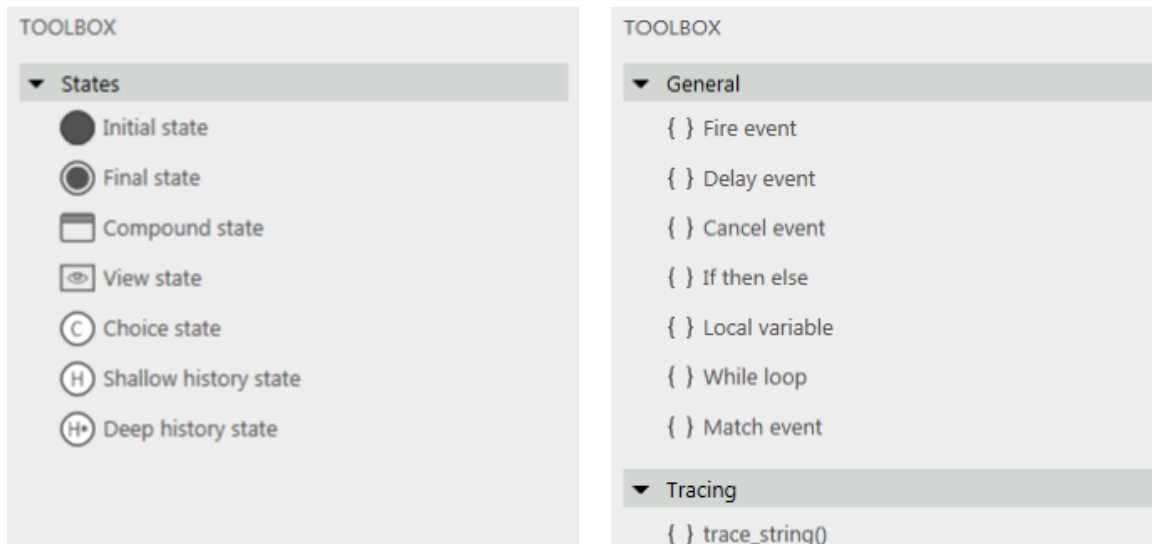 TOOLBOX
States
Initial state
Final state
Compound state
View state
C Choice state
H Shallow history state
H• Deep history state
TOOLBOX
General
{ } Fire event
{ } Delay event
{ } Cancel event
{ } If then else
{ } Local variable
{ } While loop
{ } Match event
Tracing
{ } trace_string()